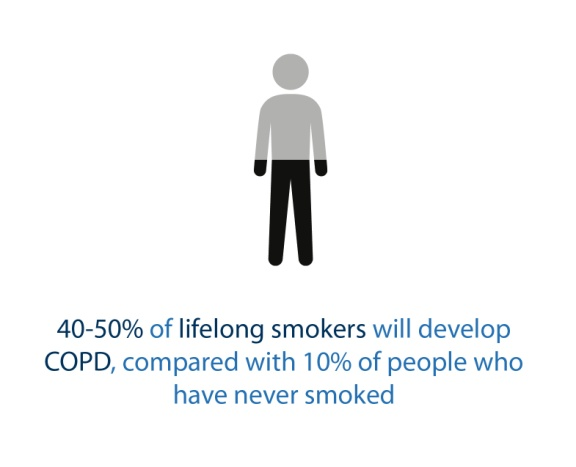 40-50% of lifelong smokers will develop
COPD, compared with 10% of people who
have never smoked